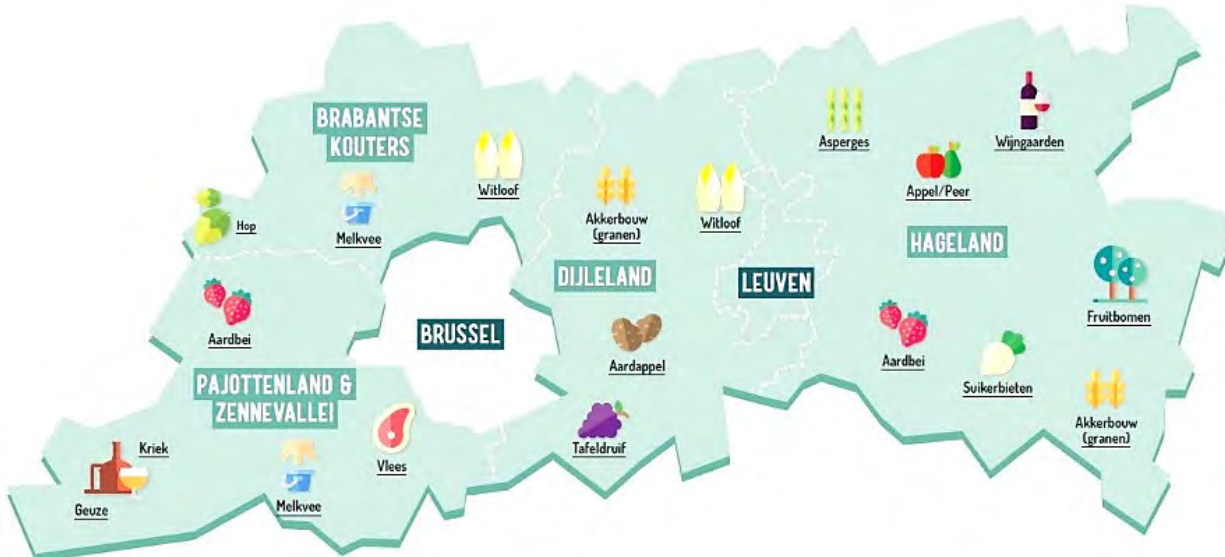 BRABANTSE
KOUTERS
Hop
Melkvee
Witloof
Aardbei
PAJOTTENLAND &
ZENNEVALLEI
Kriek
Geuze
Melkvee
Vlees
BRUSSEL
Akkerbouw
(granen)
Witloof
DIJLELAND
Aardappel
Tafeldruif
LEUVEN
Asperges
Wijngaarden
Appel/Peer
HAGELAND
Fruitbomen
Aardbei
Suikerbieten
Akkerbouw
(granen)